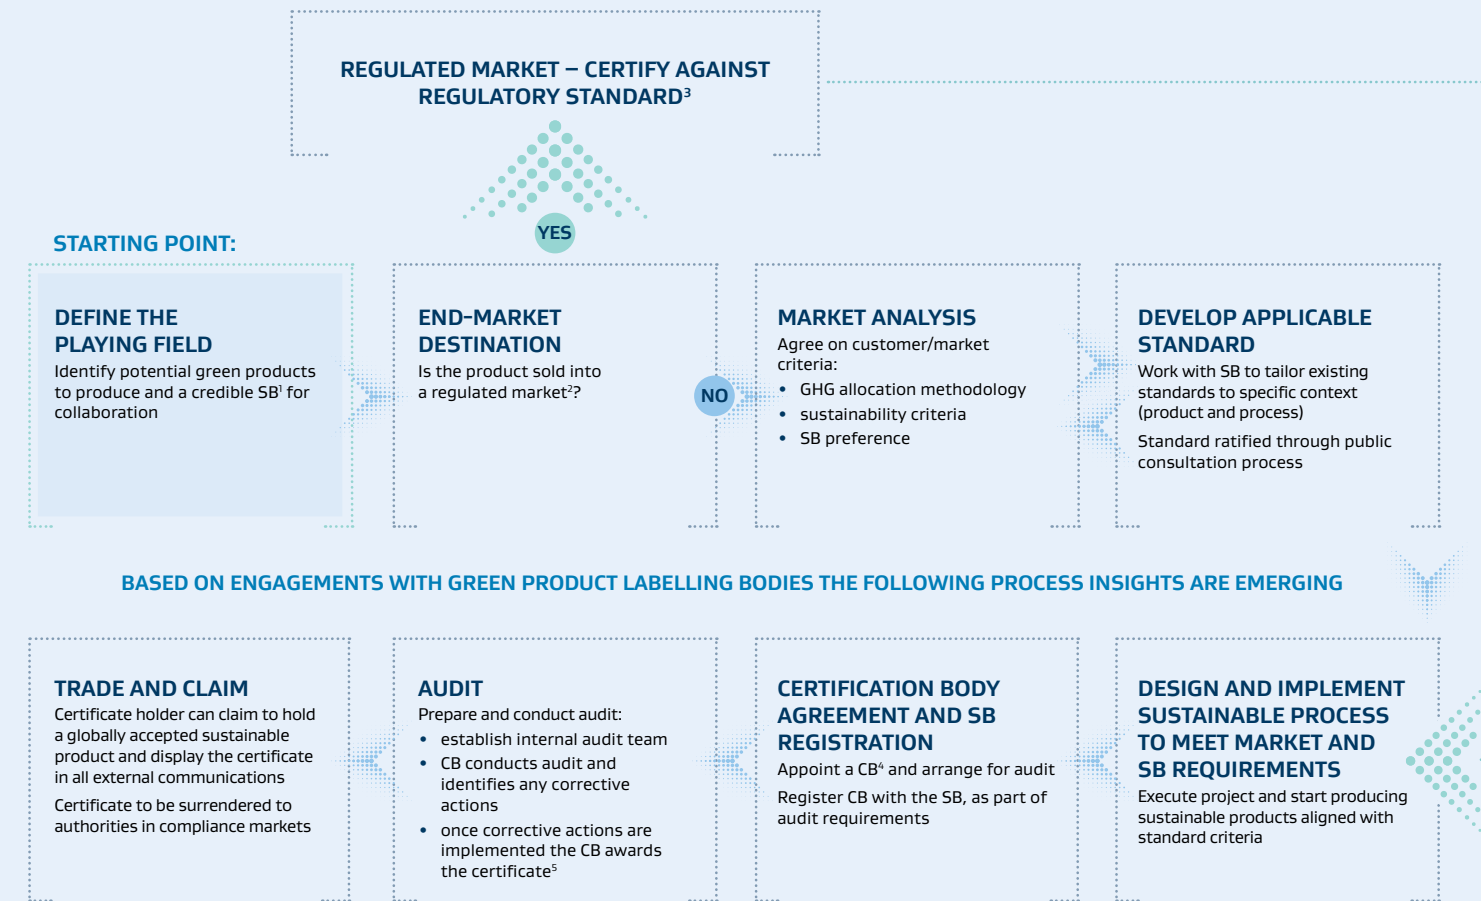 REGULATED MARKET – CERTIFY AGAINST
REGULATORY STANDARD³
YES
STARTING POINT:
DEFINE THE
PLAYING FIELD
Identify potential green products
to produce and a credible SB¹ for
collaboration
END-MARKET
DESTINATION
Is the product sold into
a regulated market²?
NO
MARKET ANALYSIS
Agree on customer/market
criteria:
• GHG allocation methodology
• sustainability criteria
• SB preference
DEVELOP APPLICABLE
STANDARD
Work with SB to tailor existing
standards to specific context
(product and process)
Standard ratified through public
consultation process
BASED ON ENGAGEMENTS WITH GREEN PRODUCT LABELLING BODIES THE FOLLOWING PROCESS INSIGHTS ARE EMERGING
TRADE AND CLAIM
Certificate holder can claim to hold
a globally accepted sustainable
product and display the certificate
in all external communications
Certificate to be surrendered to
authorities in compliance markets
AUDIT
Prepare and conduct audit:
• establish internal audit team
• CB conducts audit and
identifies any corrective
actions
• once corrective actions are
implemented the CB awards
the certificate⁵
CERTIFICATION BODY
AGREEMENT AND SB
REGISTRATION
Appoint a CB⁴ and arrange for audit
Register CB with the SB, as part of
audit requirements
DESIGN AND IMPLEMENT
SUSTAINABLE PROCESS
TO MEET MARKET AND
SB REQUIREMENTS
Execute project and start producing
sustainable products aligned with
standard criteria